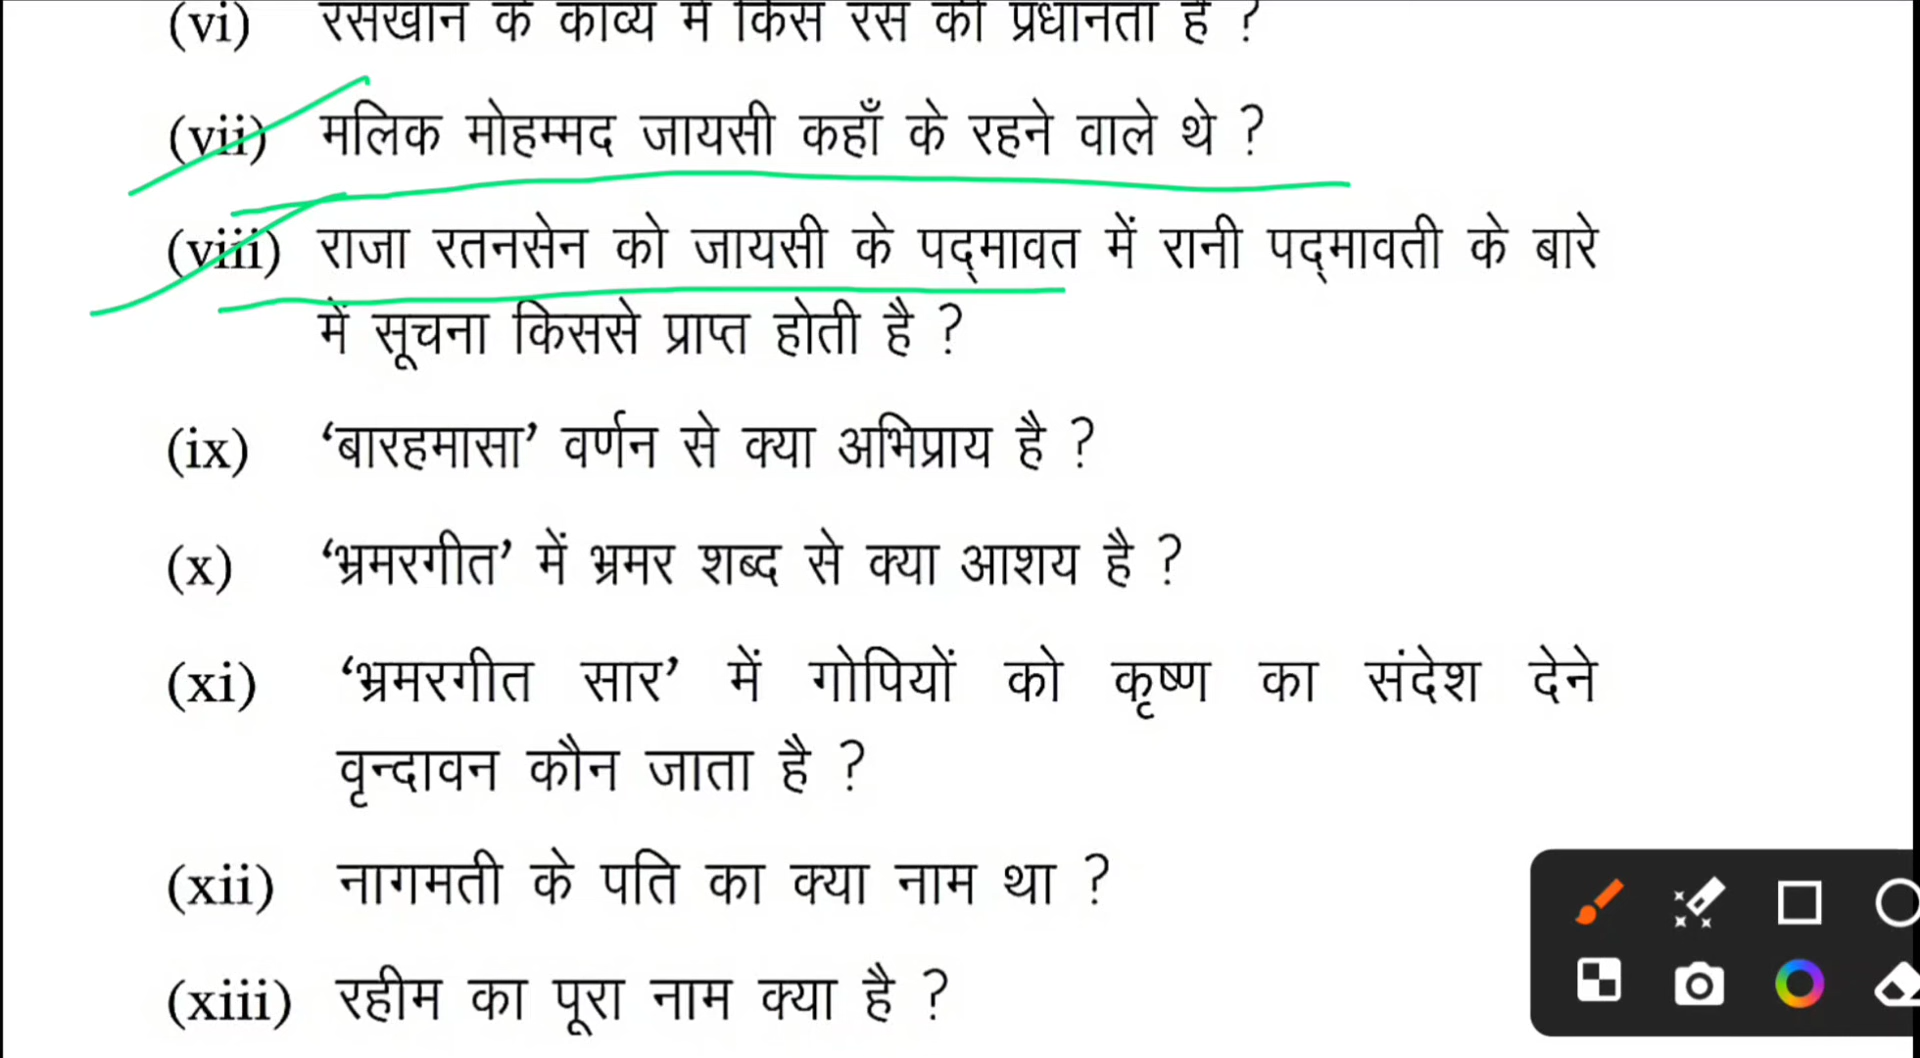 (vi) रसखान के काव्य में किस रस की प्रधानता है ?
(vii) मलिक मोहम्मद जायसी कहाँ के रहने वाले थे ?
(viii) राजा रतनसेन को जायसी के पद्‌मावत में रानी पद्‌मावती के बारे
में सूचना किससे प्राप्त होती है ?
(ix) ‘बारहमासा’ वर्णन से क्या अभिप्राय है ?
(x) ‘भ्रमरगीत’ में भ्रमर शब्द से क्या आशय है ?
(xi) ‘भ्रमरगीत सार’ में गोपियों को कृष्ण का संदेश देने
वृन्दावन कौन जाता है ?
(xii) नागमती के पति का क्या नाम था ?
(xiii) रहीम का पूरा नाम क्या है ?